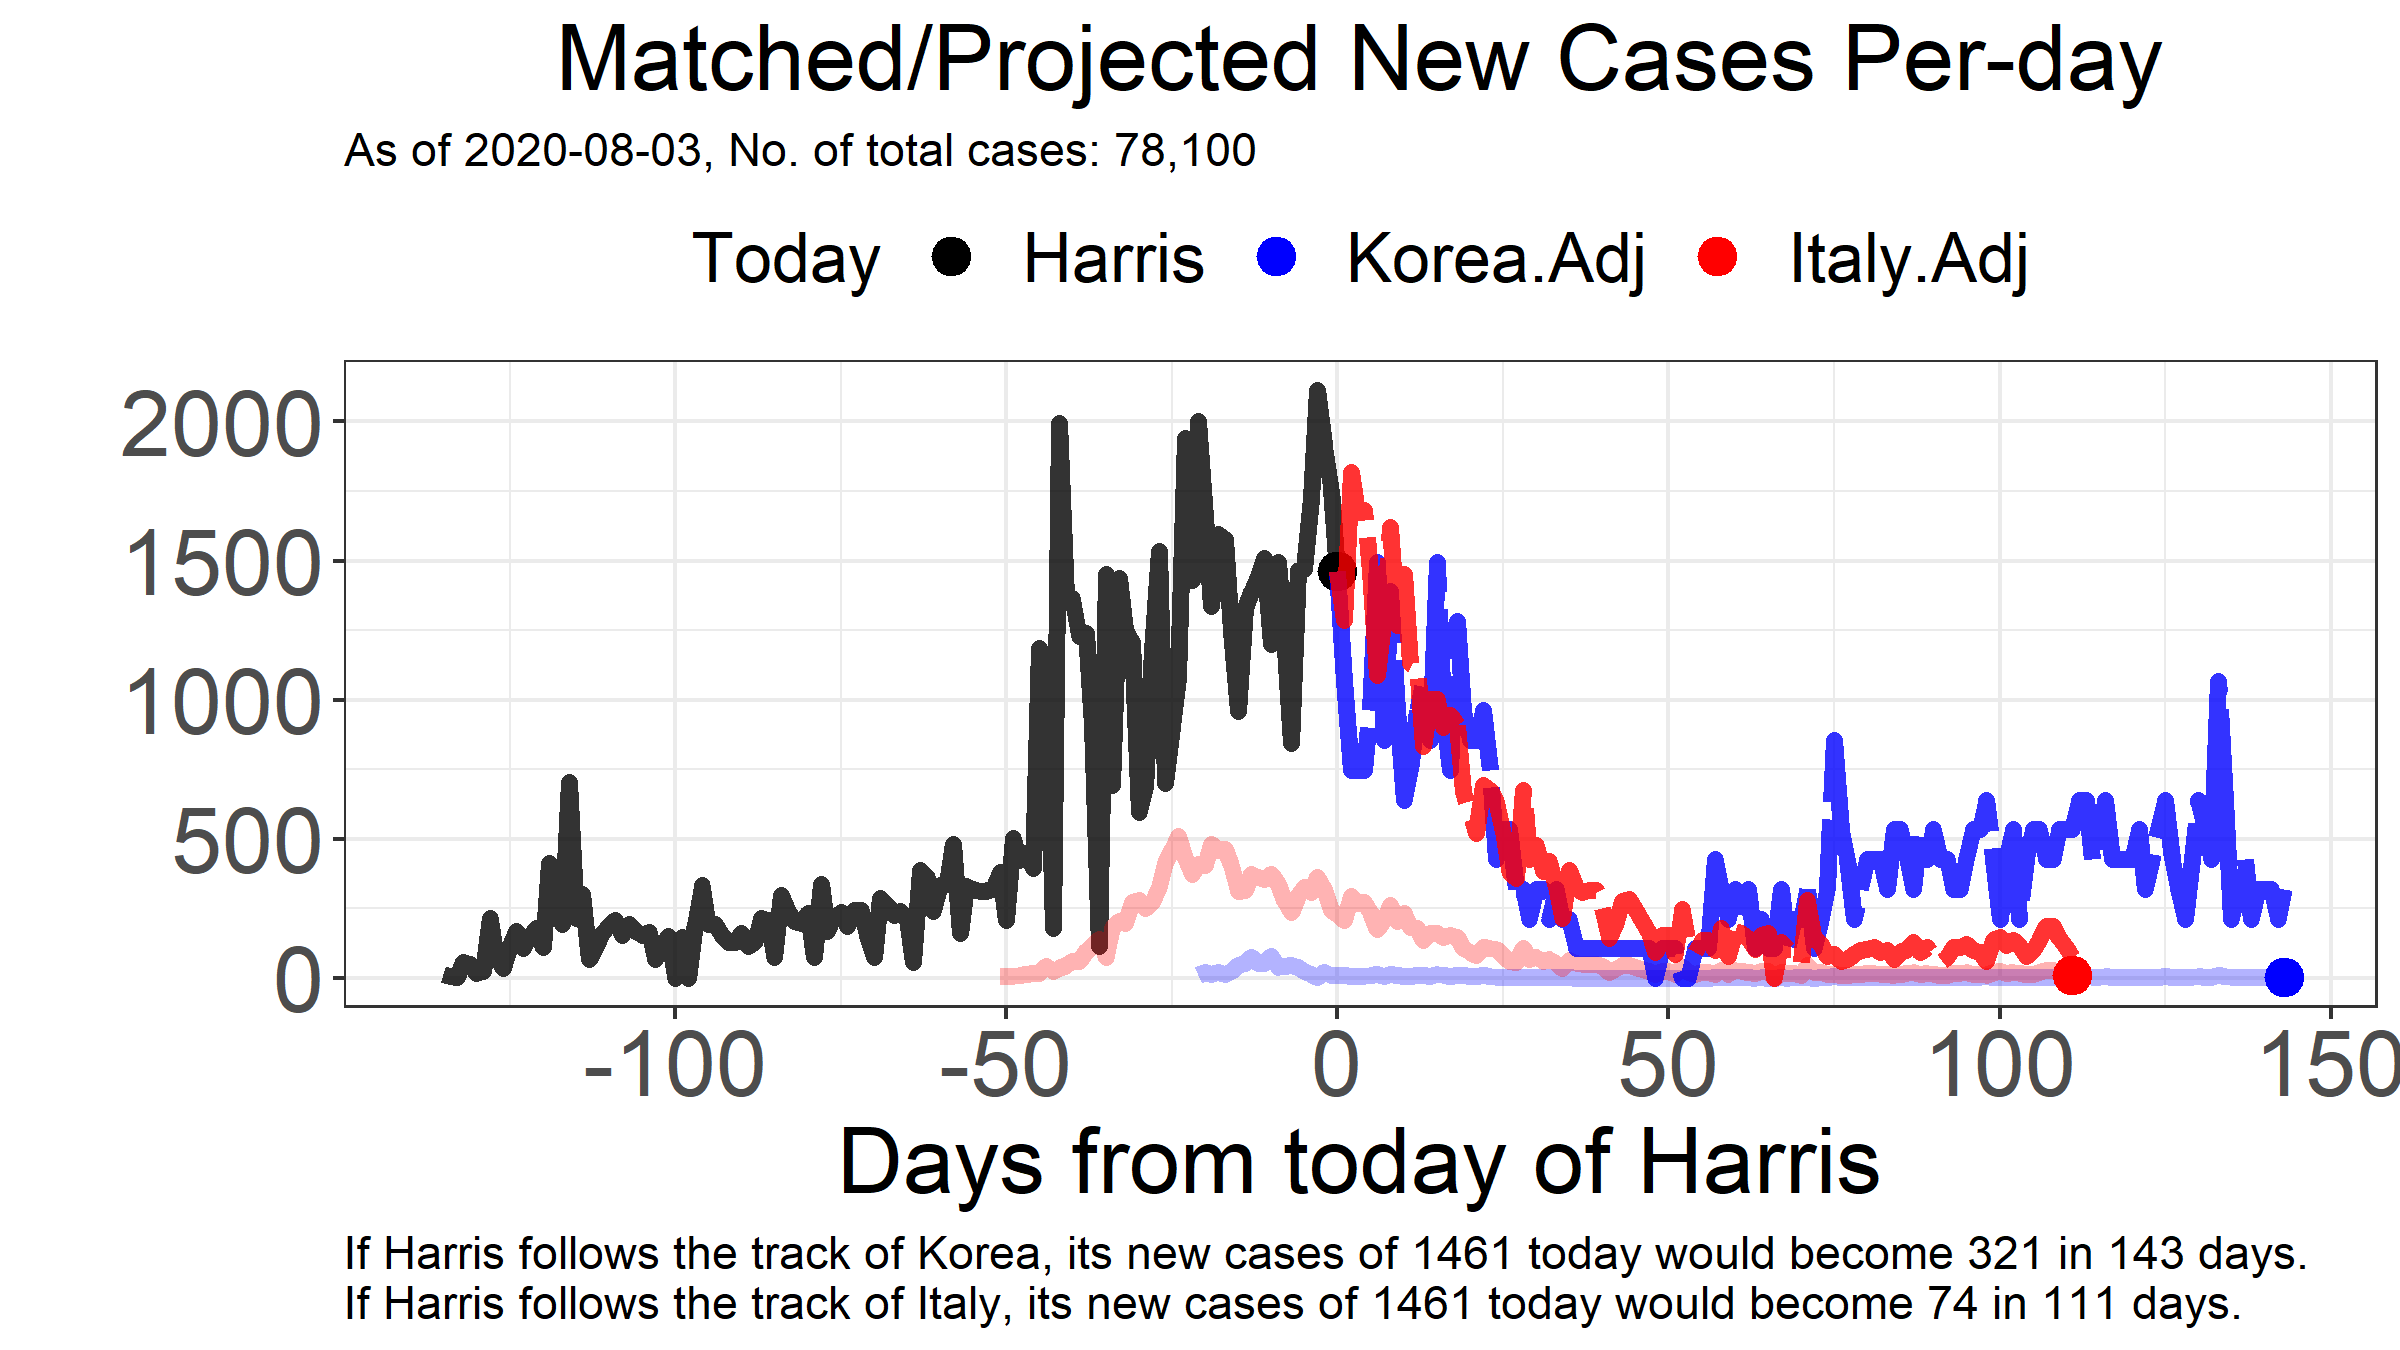 Matched/Projected New Cases Per-day
As of 2020-08-03, No. of total cases: 78,100
Today Harris Korea.Adj Italy.Adj
2000
1500
1000
500
0
-100 -50 0 50 100 150
Days from today of Harris
If Harris follows the track of Korea, its new cases of 1461 today would become 321 in 143 days.
If Harris follows the track of Italy, its new cases of 1461 today would become 74 in 111 days.